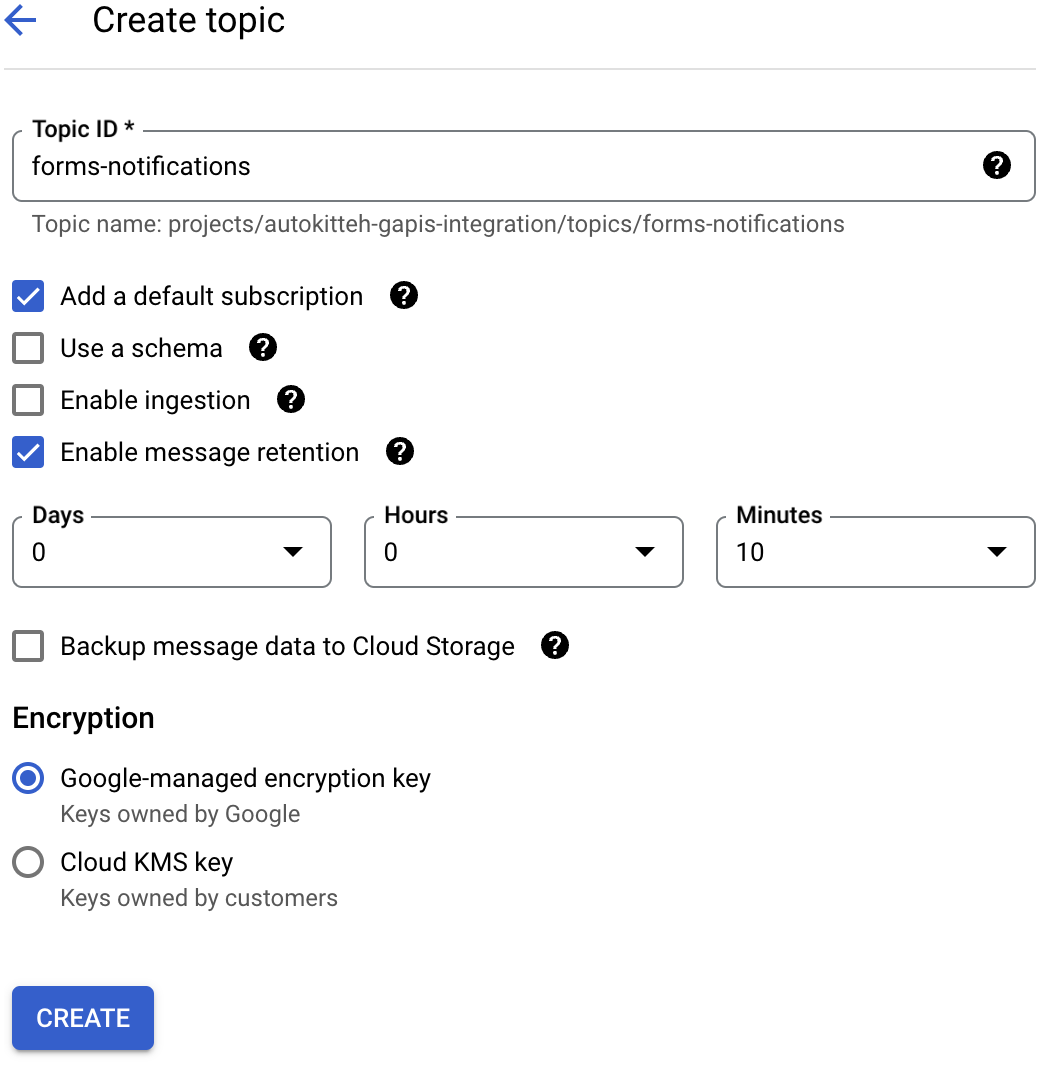 Create topic
Topic ID *
forms-notifications
Topic name: projects/autokitteh-gapis-integration/topics/forms-notifications
Add a default subscription
Use a schema
Enable ingestion
Enable message retention
Days Hours Minutes
0 0 10
Backup message data to Cloud Storage
Encryption
Google-managed encryption key
Keys owned by Google
Cloud KMS key
Keys owned by customers
CREATE